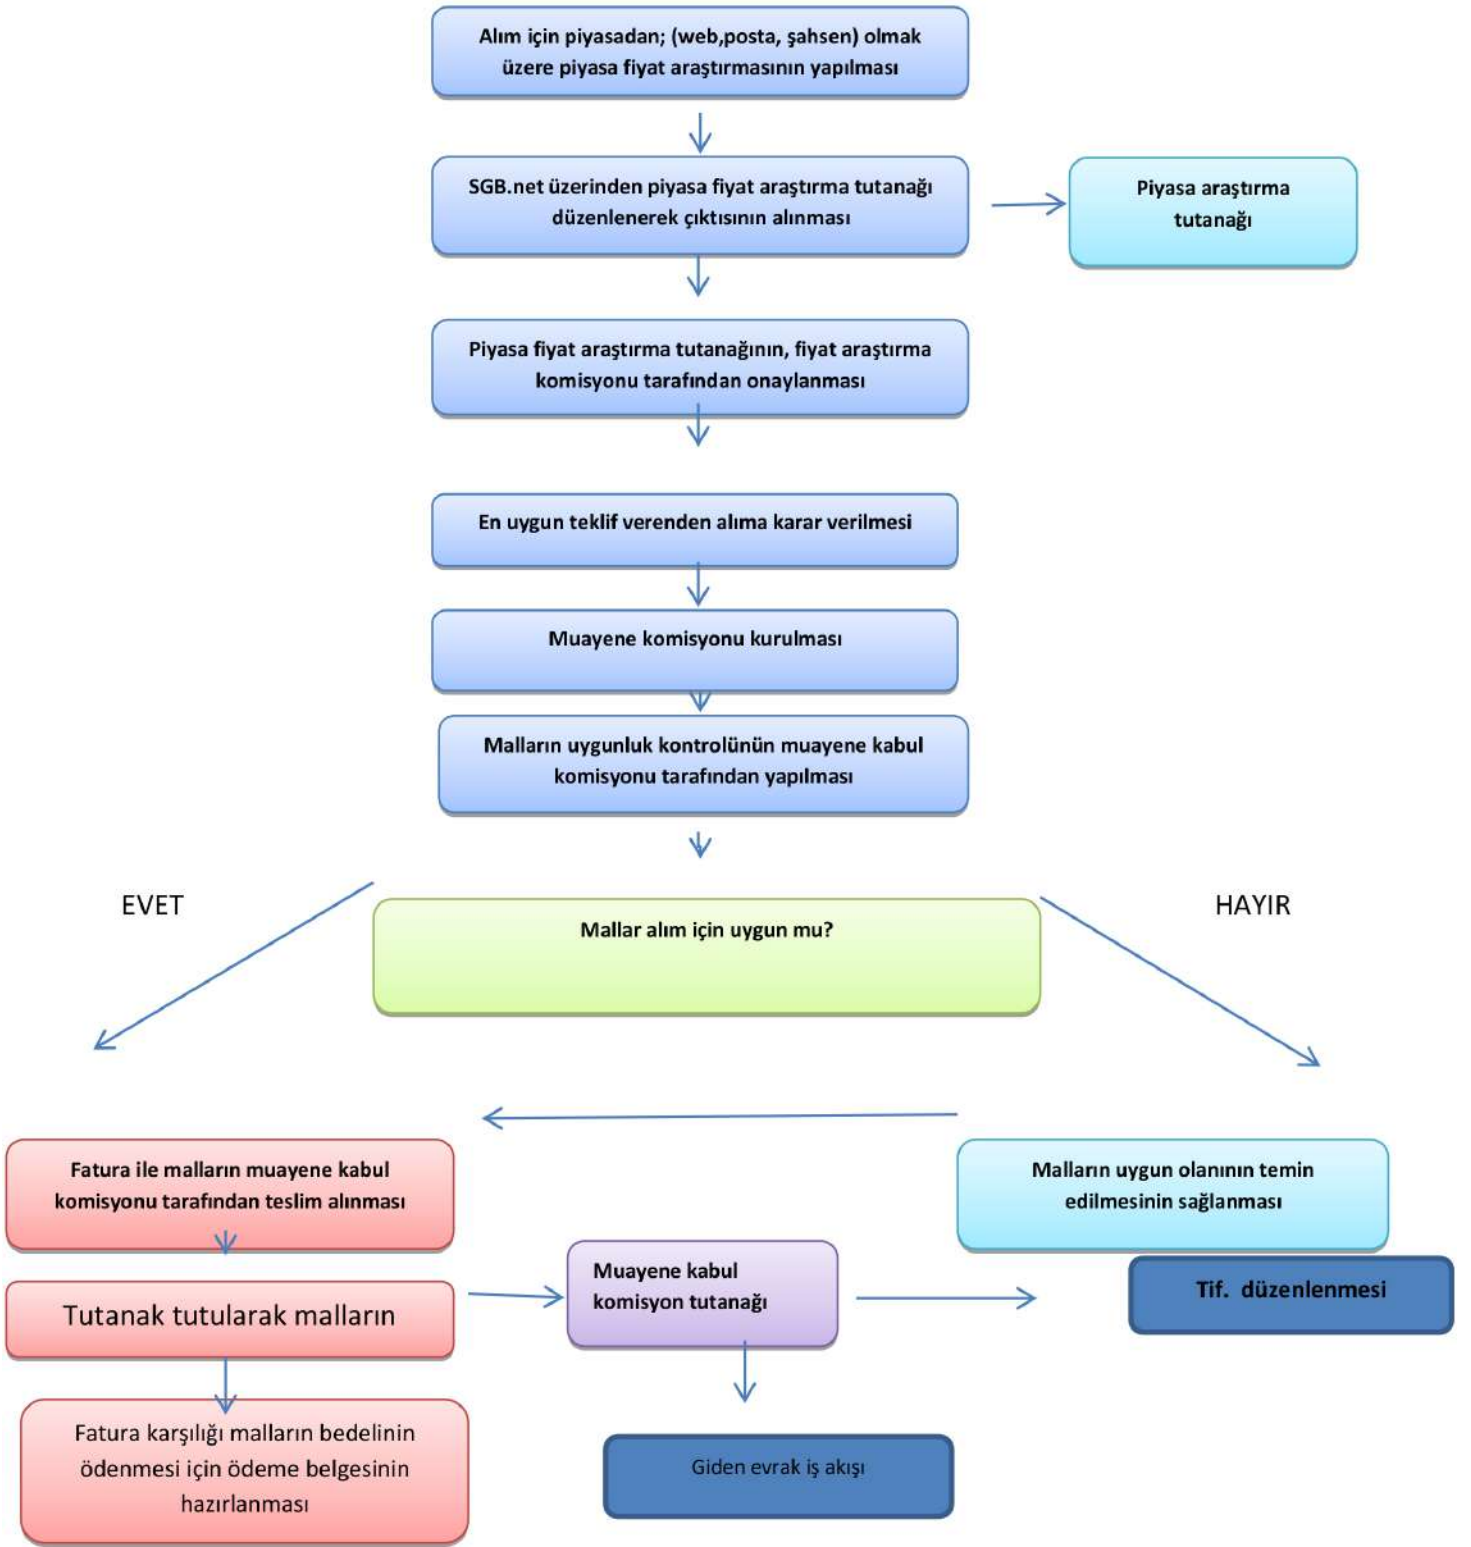 Alım için piyasadan; (web,posta, şahsen) olmak
üzere piyasa fiyat araştırmasının yapılması
SGB.net üzerinden piyasa fiyat araştırma tutanağı
düzenlenerek çıktısının alınması
Piyasa araştırma
tutanağı
Piyasa fiyat araştırma tutanağının, fiyat araştırma
komisyonu tarafından onaylanması
En uygun teklif verenden alıma karar verilmesi
Muayene komisyonu kurulması
Malların uygunluk kontrolünün muayene kabul
komisyonu tarafından yapılması
EVET
HAYIR
Mallar alım için uygun mu?
Fatura ile malların muayene kabul
komisyonu tarafından teslim alınması
Malların uygun olanının temin
edilmesinin sağlanması
Tutanak tutularak malların
Muayene kabul
komisyon tutanağı
Tif. düzenlenmesi
Fatura karşılığı malların bedelinin
ödenmesi için ödeme belgesinin
hazırlanması
Giden evrak iş akışı